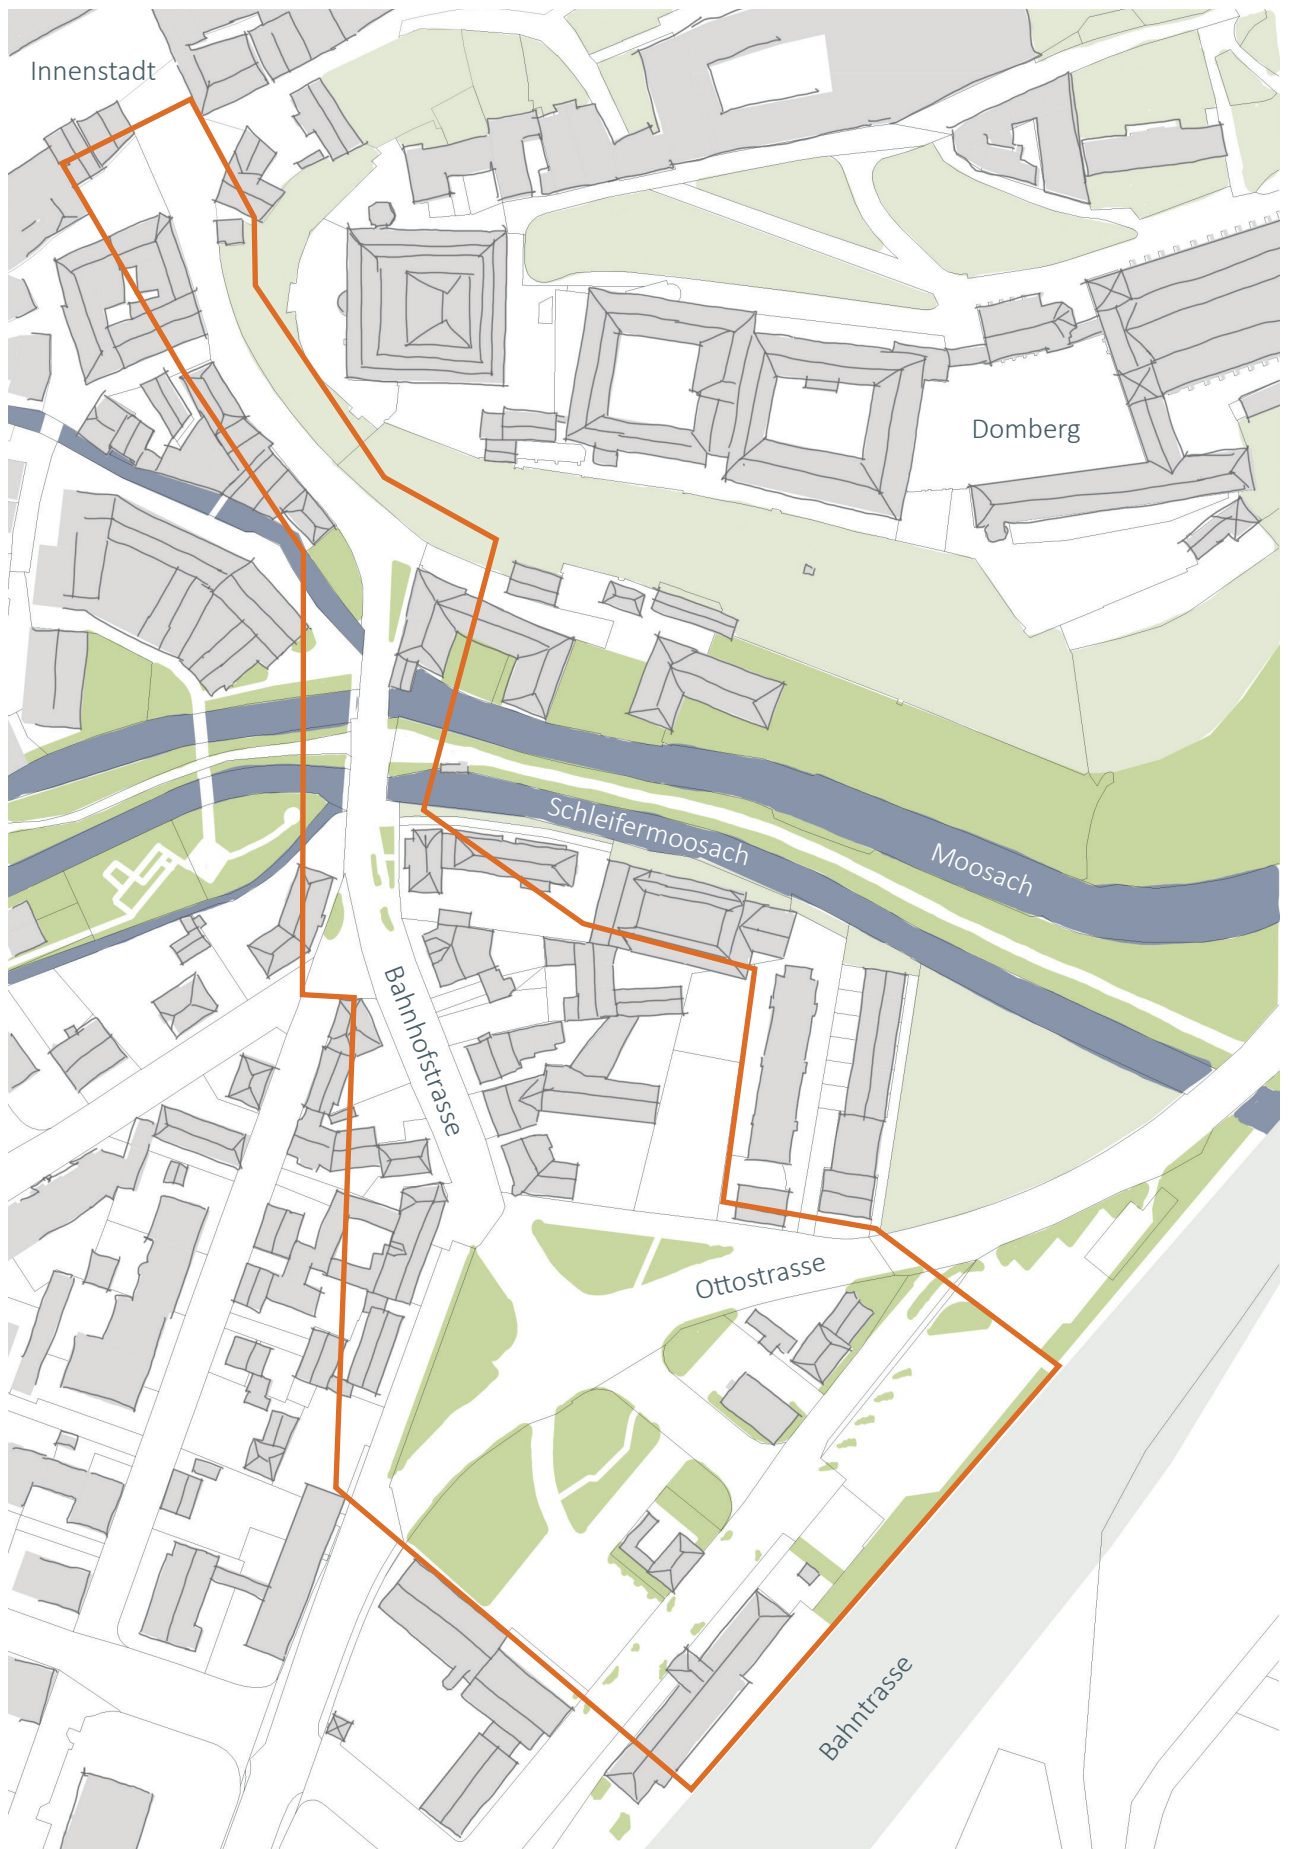 Innenstadt
Domberg
Schleifermoosach
Moosach
Bahnhofstrasse
Ottostrasse
Bahntrasse